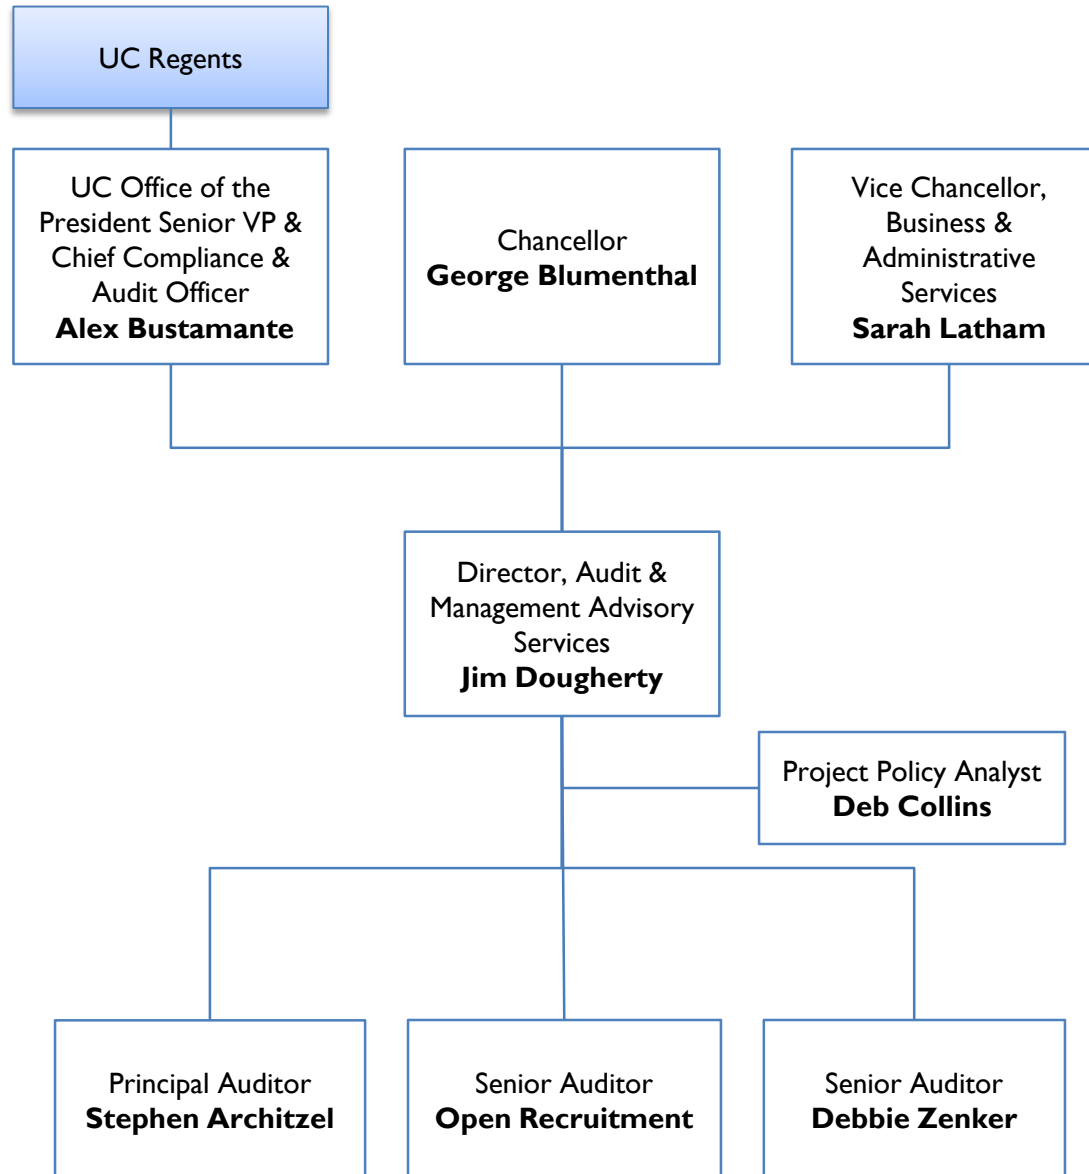 UC Regents
UC Office of the
President Senior VP &
Chief Compliance &
Audit Officer
Alex Bustamante
Chancellor
George Blumenthal
Vice Chancellor,
Business &
Administrative
Services
Sarah Latham
Director, Audit &
Management Advisory
Services
Jim Dougherty
Project Policy Analyst
Deb Collins
Principal Auditor
Stephen Architzel
Senior Auditor
Open Recruitment
Senior Auditor
Debbie Zenker